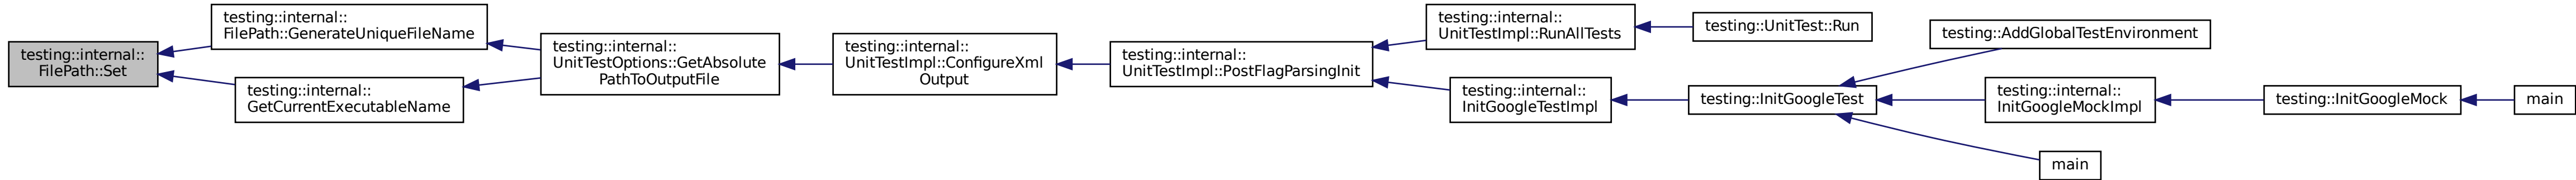 testing::internal::
FilePath::Set
testing::internal::
FilePath::GenerateUniqueFileName
testing::internal::
GetCurrentExecutableName
testing::internal::
UnitTestOptions::GetAbsolute
PathToOutputFile
testing::internal::
UnitTestImpl::ConfigureXml
Output
testing::internal::
UnitTestImpl::PostFlagParsingInit
testing::internal::
UnitTestImpl::RunAllTests
testing::internal::
InitGoogleTestImpl
testing::UnitTest::Run
testing::InitGoogleTest
testing::AddGlobalTestEnvironment
testing::internal::
InitGoogleMockImpl
main
testing::InitGoogleMock
main